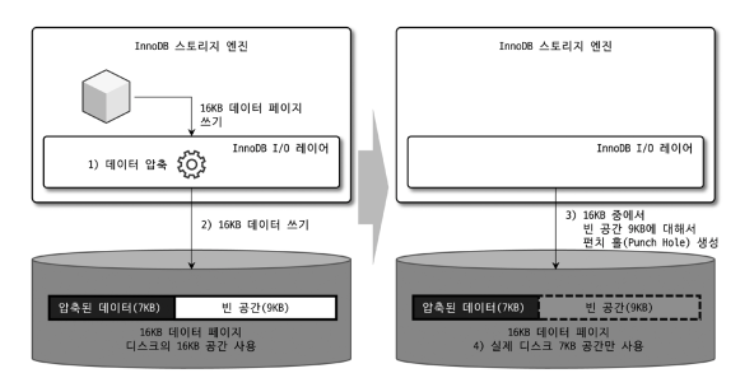 InnoDB 스토리지 엔진
16KB 데이터 페이지
쓰기
InnoDB I/O 레이어
1) 데이터 압축
2) 16KB 데이터 쓰기
압축된 데이터(7KB)
빈 공간(9KB)
16KB 데이터 페이지
디스크의 16KB 공간 사용
InnoDB 스토리지 엔진
InnoDB I/O 레이어
3) 16KB 중에서
빈 공간 9KB에 대해서
펀치 홀(Punch Hole) 생성
압축된 데이터(7KB)
빈 공간(9KB)
16KB 데이터 페이지
4) 실제 디스크 7KB 공간만 사용